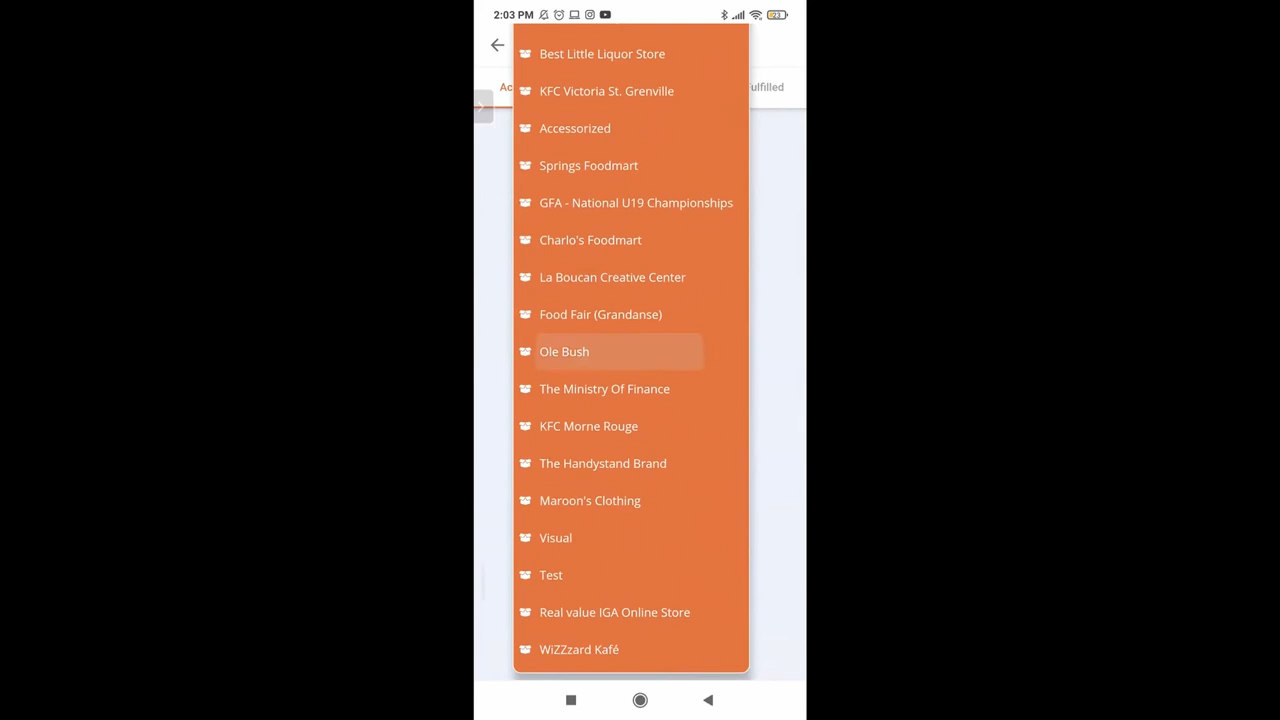 2:03 PM
23
Best Little Liquor Store
Ac
ulfilled
KFC Victoria St. Grenville
Accessorized
Springs Foodmart
GFA - National U19 Championships
Charlo's Foodmart
La Boucan Creative Center
Food Fair (Grandanse)
Ole Bush
The Ministry Of Finance
KFC Morne Rouge
The Handystand Brand
Maroon's Clothing
Visual
Test
Real value IGA Online Store
WiZZzard Kafé